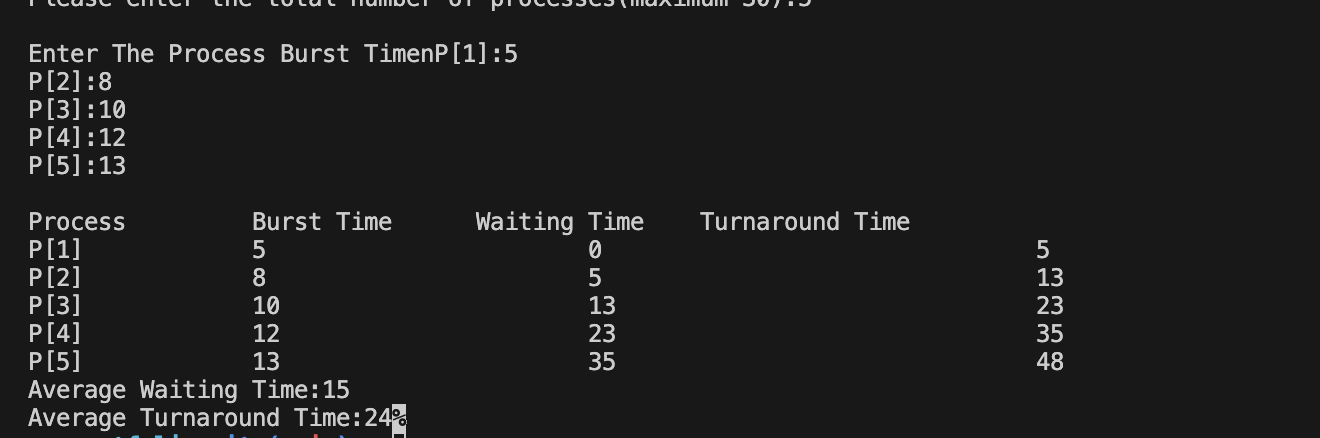 Please enter the total number of processes(maximum 30):5
Enter The Process Burst TimenP[1]:5
P[2]:8
P[3]:10
P[4]:12
P[5]:13
Process Burst Time Waiting Time Turnaround Time
P[1] 5 0 5
P[2] 8 5 13
P[3] 10 13 23
P[4] 12 23 35
P[5] 13 35 48
Average Waiting Time:15
Average Turnaround Time:24%